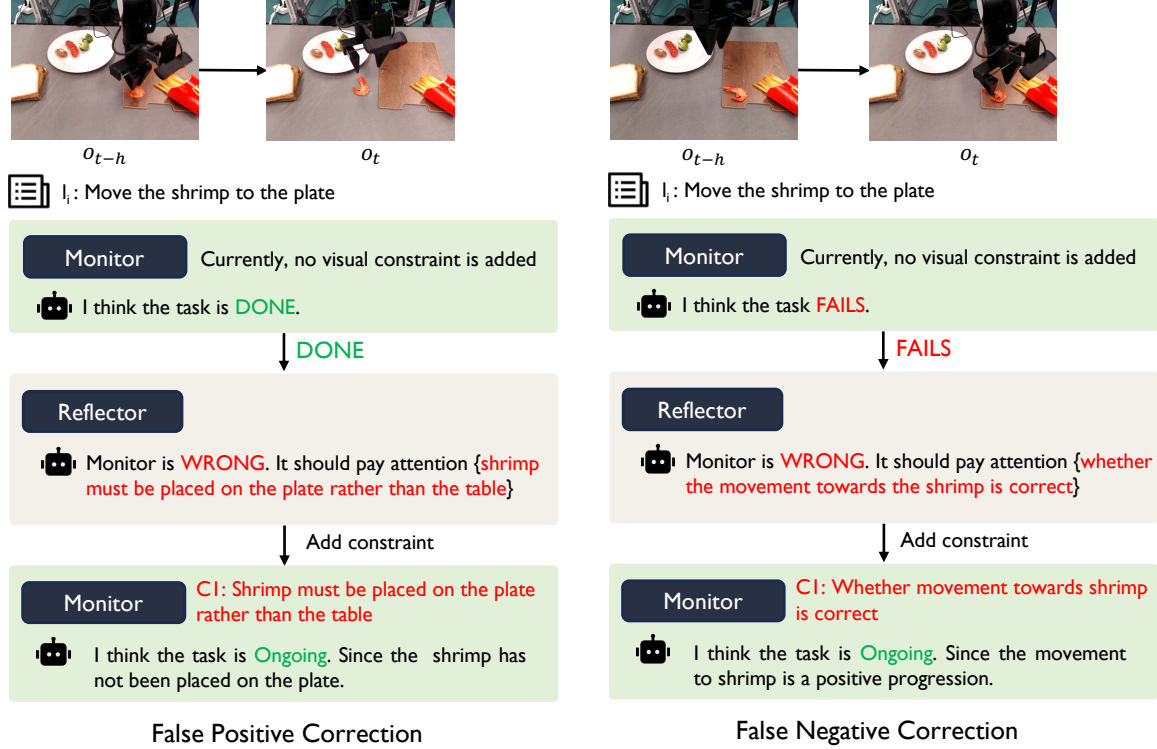 o_{t-h}
o_t
I_i: Move the shrimp to the plate
Monitor
Currently, no visual constraint is added
I think the task is DONE.
DONE
Reflector
Monitor is WRONG. It should pay attention {shrimp
must be placed on the plate rather than the table}
Add constraint
Monitor
C1: Shrimp must be placed on the plate
rather than the table
I think the task is Ongoing. Since the shrimp has
not been placed on the plate.
False Positive Correction
o_{t-h}
o_t
I_i: Move the shrimp to the plate
Monitor
Currently, no visual constraint is added
I think the task FAILS.
FAILS
Reflector
Monitor is WRONG. It should pay attention {whether
the movement towards the shrimp is correct}
Add constraint
Monitor
C1: Whether movement towards shrimp
is correct
I think the task is Ongoing. Since the movement
to shrimp is a positive progression.
False Negative Correction